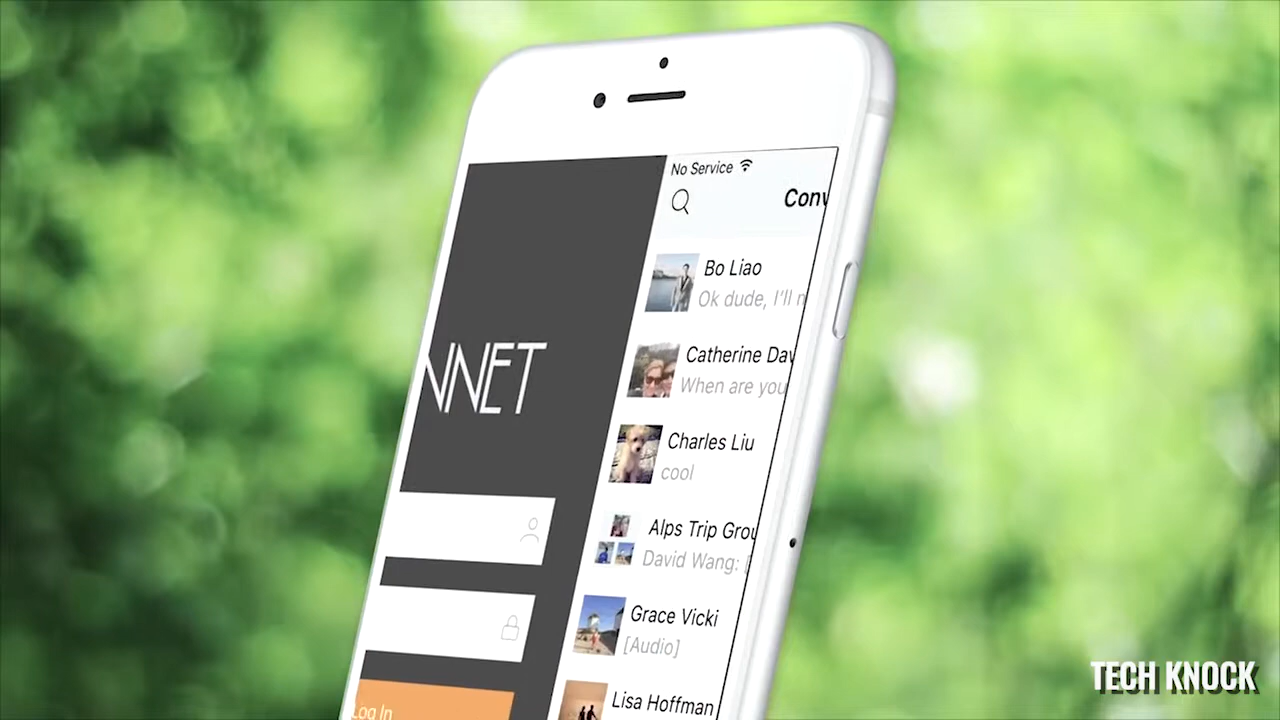 No Service
Conv
Bo Liao
Ok dude, I'll
NNET
Catherine Dav
When are you
Charles Liu
cool
Alps Trip Grou
David Wang: [
Grace Vicki
[Audio]
Lisa Hoffman
Log In
TECH KNOCK